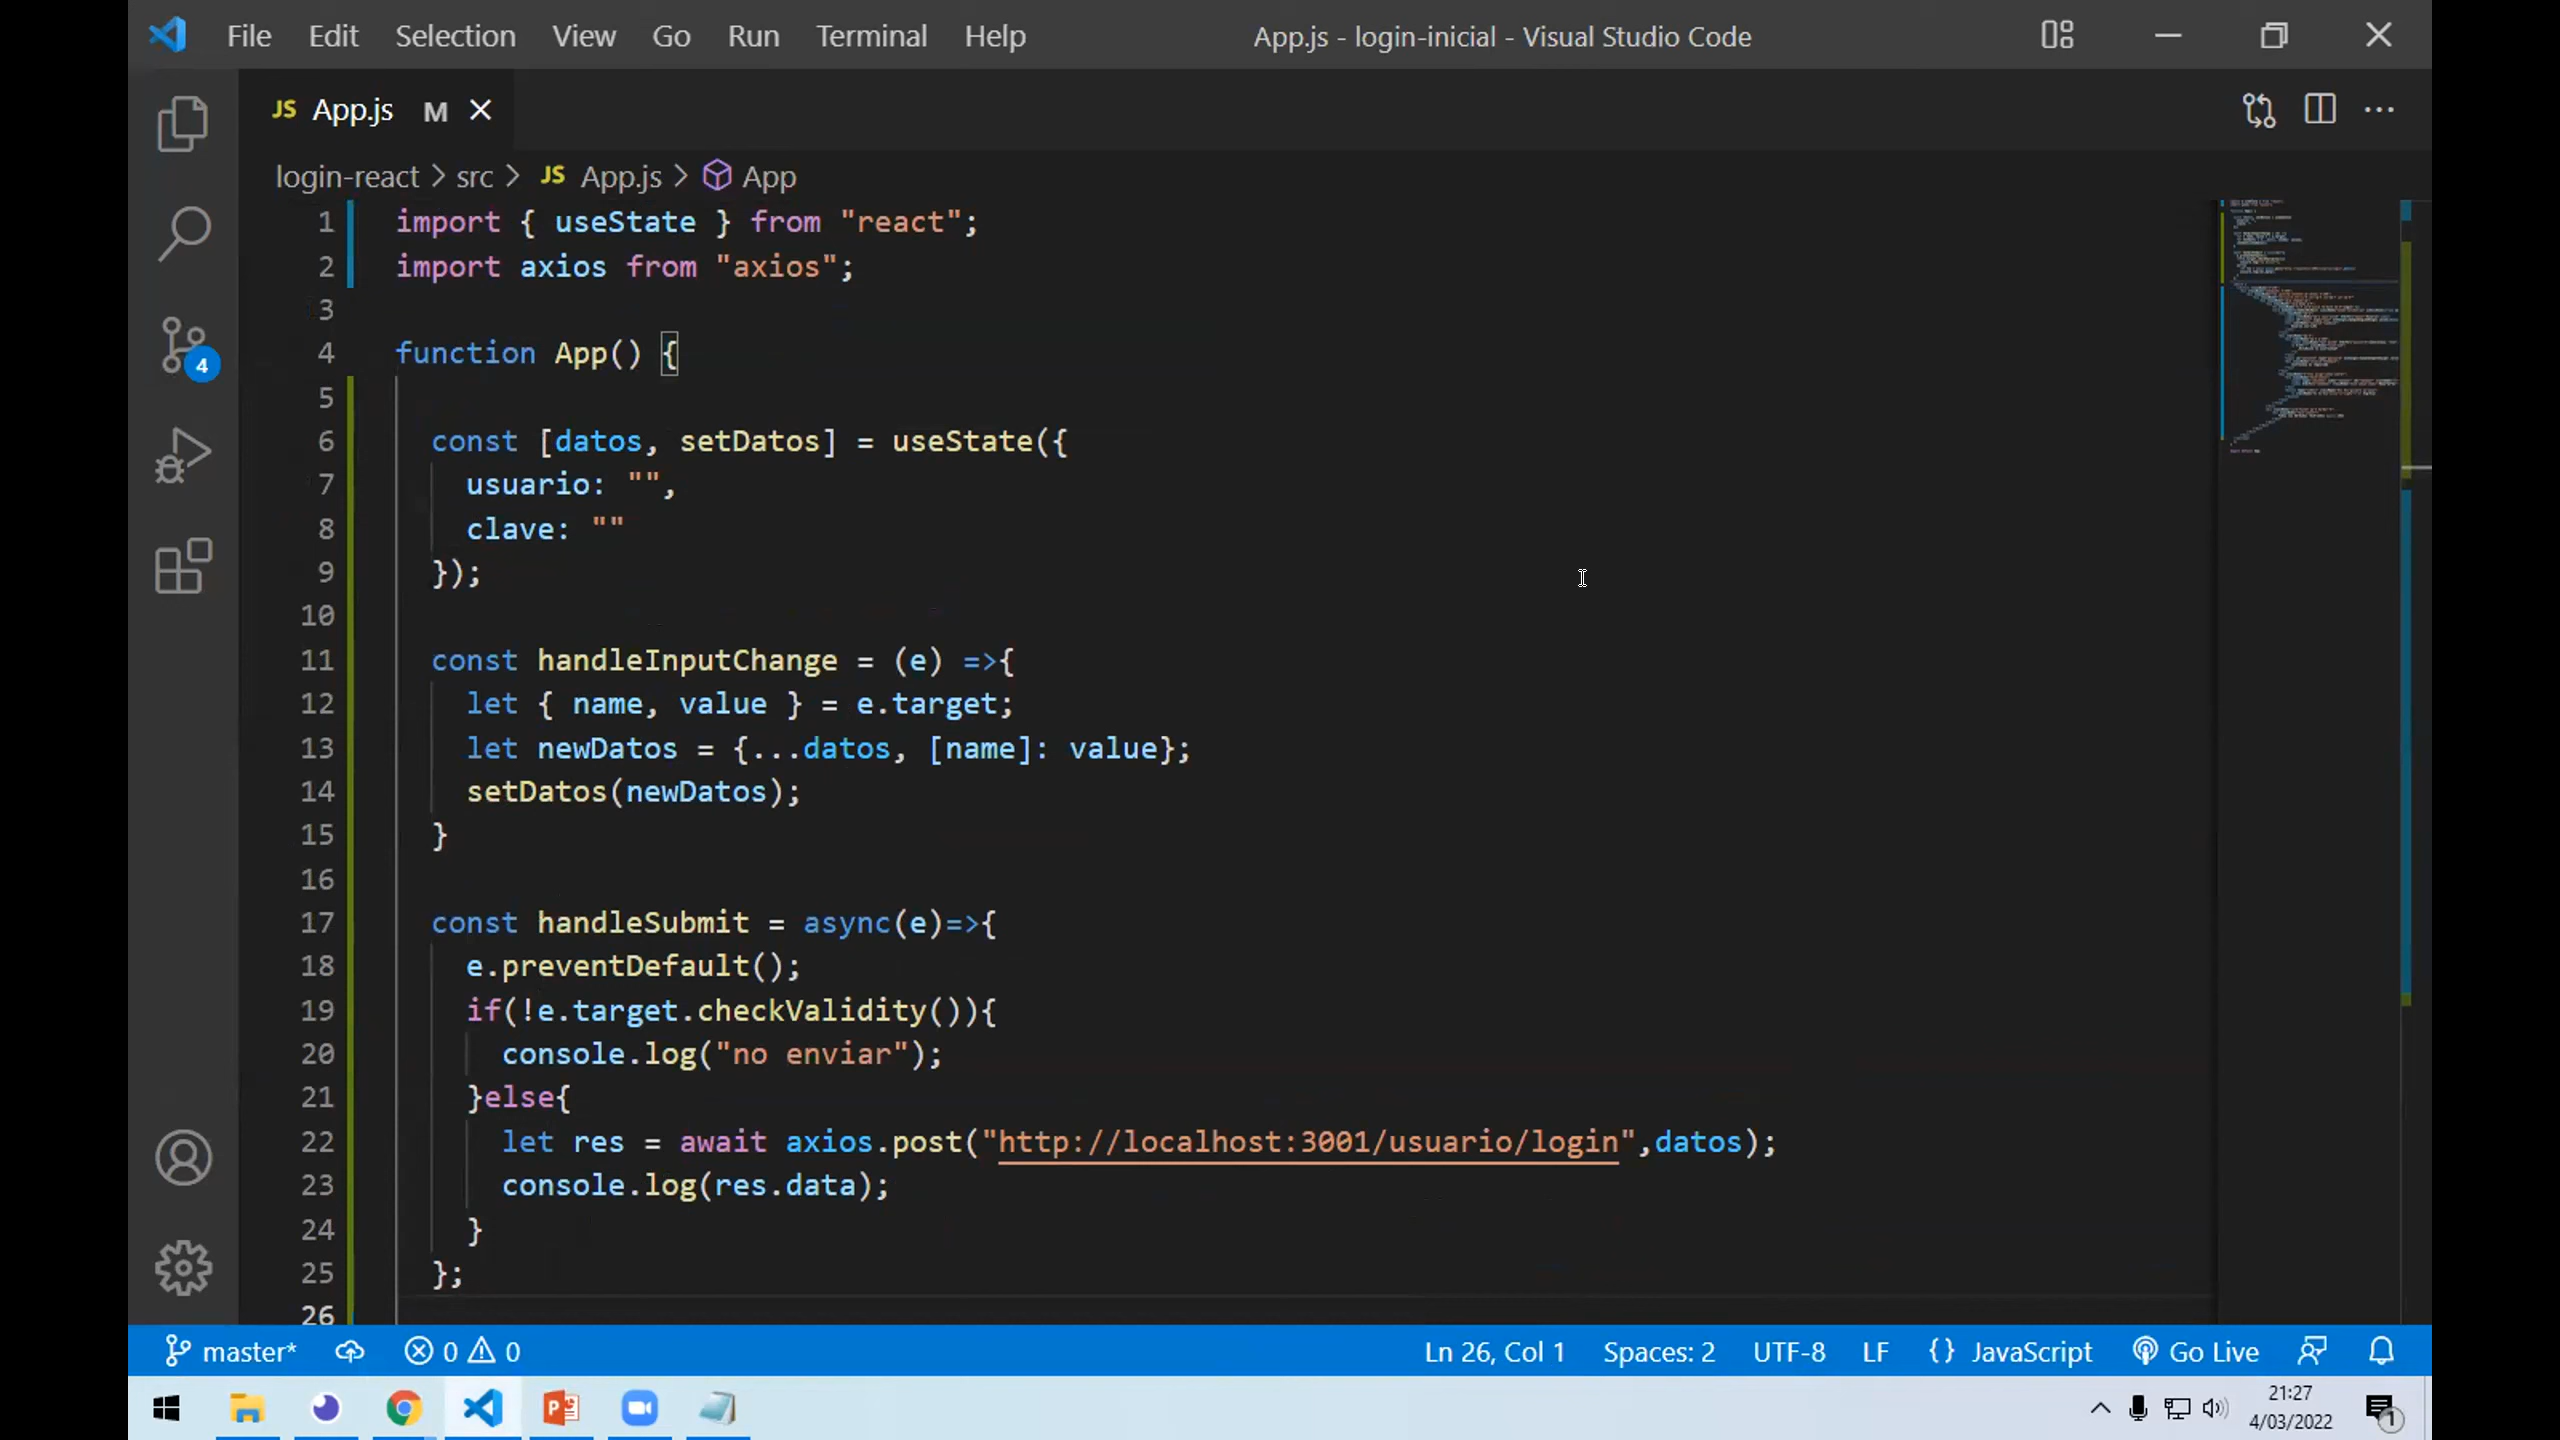 File Edit Selection View Go Run Terminal Help App.js - login-inicial - Visual Studio Code
JS App.js M
login-react > src > JS App.js > App
1 import { useState } from "react";
2 import axios from "axios";
3
4 function App() {
5
6 const [datos, setDatos] = useState({
7 usuario: "",
8 clave: ""
9 });
10
11 const handleInputChange = (e) =>{
12 let { name, value } = e.target;
13 let newDatos = {...datos, [name]: value};
14 setDatos(newDatos);
15 }
16
17 const handleSubmit = async(e)=>{
18 e.preventDefault();
19 if(!e.target.checkValidity()){
20 console.log("no enviar");
21 }else{
22 let res = await axios.post("http://localhost:3001/usuario/login",datos);
23 console.log(res.data);
24 }
25 };
26
4
master* 0 0 Ln 26, Col 1 Spaces: 2 UTF-8 LF {} JavaScript Go Live
21:27
4/03/2022
1